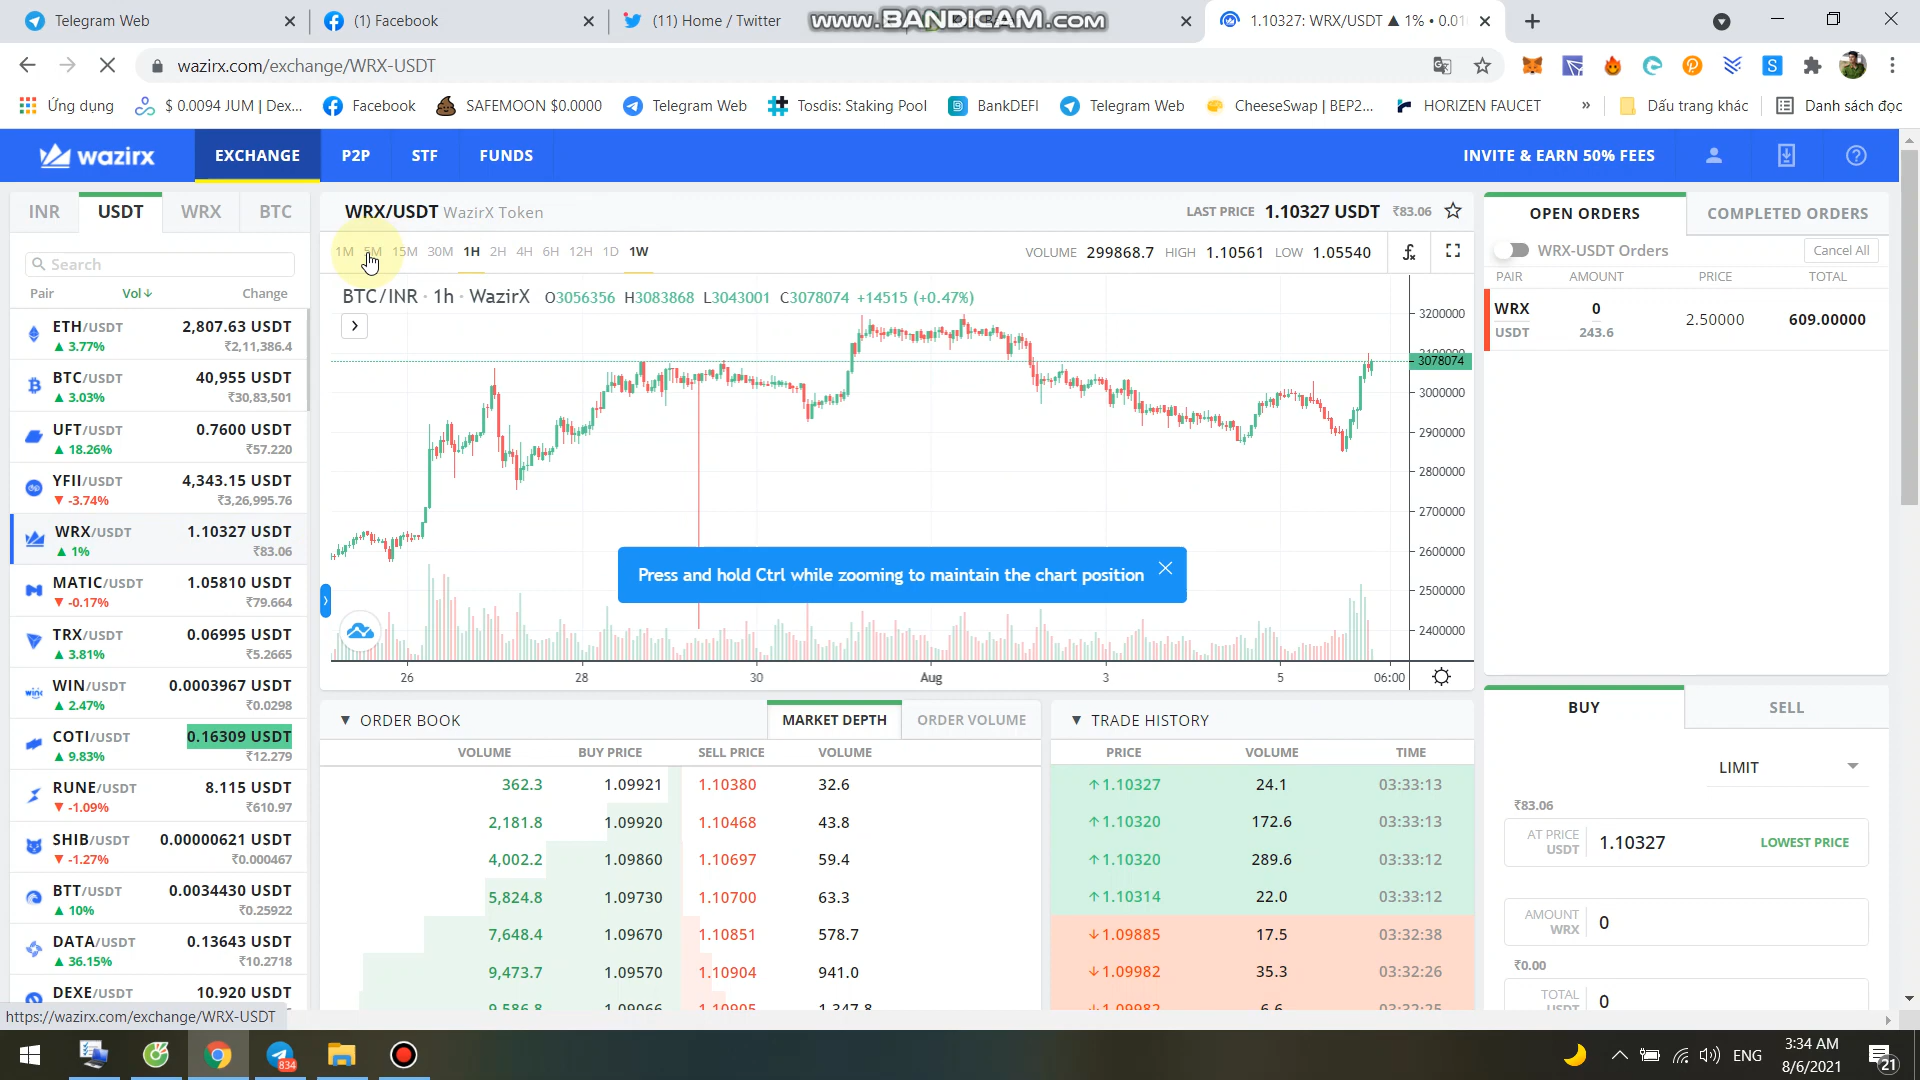 Telegram Web
(1) Facebook
(11) Home / Twitter
www.BANDICAM.com
1.10327: WRX/USDT ▲ 1% • 0.01
wazirx.com/exchange/WRX-USDT
Ứng dụng
$ 0.0094 JUM | Dex...
Facebook
SAFEMOON $0.0000
Telegram Web
Tosdis: Staking Pool
BankDEFI
Telegram Web
CheeseSwap | BEP2...
HORIZEN FAUCET
»
Dấu trang khác
Danh sách đọc
wazirx
EXCHANGE
P2P
STF
FUNDS
INVITE & EARN 50% FEES
INR USDT WRX BTC
Search
Pair Vol↓ Change
ETH/USDT 2,807.63 USDT
▲ 3.77% ₹2,11,386.4
BTC/USDT 40,955 USDT
▲ 3.03% ₹30,83,501
UFT/USDT 0.7600 USDT
▲ 18.26% ₹57.220
YFII/USDT 4,343.15 USDT
▼ -3.74% ₹3,26,995.76
WRX/USDT 1.10327 USDT
▲ 1% ₹83.06
MATIC/USDT 1.05810 USDT
▼ -0.17% ₹79.664
TRX/USDT 0.06995 USDT
▲ 3.81% ₹5.2665
WIN/USDT 0.0003967 USDT
▲ 2.47% ₹0.0298
COTI/USDT 0.16309 USDT
▲ 9.83% ₹12.279
RUNE/USDT 8.115 USDT
▼ -1.09% ₹610.97
SHIB/USDT 0.00000621 USDT
▼ -1.27% ₹0.000467
BTT/USDT 0.0034430 USDT
▲ 10% ₹0.25922
DATA/USDT 0.13643 USDT
▲ 36.15% ₹10.2718
DEXE/USDT 10.920 USDT
https://wazirx.com/exchange/WRX-USDT
WRX/USDT WazirX Token
LAST PRICE 1.10327 USDT ₹83.06
1M 5M 15M 30M 1H 2H 4H 6H 12H 1D 1W
VOLUME 299868.7 HIGH 1.10561 LOW 1.05540
BTC/INR · 1h · WazirX O3056356 H3083868 L3043001 C3078074 +14515 (+0.47%)
3200000
3078074
3000000
2900000
2800000
2700000
2600000
2500000
2400000
Press and hold Ctrl while zooming to maintain the chart position
26 28 30 Aug 3 5 06:00
▼ ORDER BOOK
MARKET DEPTH
ORDER VOLUME
VOLUME BUY PRICE SELL PRICE VOLUME
362.3 1.09921 1.10380 32.6
2,181.8 1.09920 1.10468 43.8
4,002.2 1.09860 1.10697 59.4
5,824.8 1.09730 1.10700 63.3
7,648.4 1.09670 1.10851 578.7
9,473.7 1.09570 1.10904 941.0
9,586.8 1.09066 1.10905 1,347.8
▼ TRADE HISTORY
PRICE VOLUME TIME
↑1.10327 24.1 03:33:13
↑1.10320 172.6 03:33:13
↑1.10320 289.6 03:33:12
↑1.10314 22.0 03:33:12
↓1.09885 17.5 03:32:38
↓1.09982 35.3 03:32:26
↓1.09982 6.6 03:32:25
OPEN ORDERS
COMPLETED ORDERS
WRX-USDT Orders
Cancel All
PAIR AMOUNT PRICE TOTAL
WRX 0 2.50000 609.00000
USDT 243.6
BUY
SELL
LIMIT
₹83.06
AT PRICE
USDT
1.10327
LOWEST PRICE
AMOUNT
WRX
0
₹0.00
TOTAL
USDT
0
834
ENG
3:34 AM
8/6/2021
21